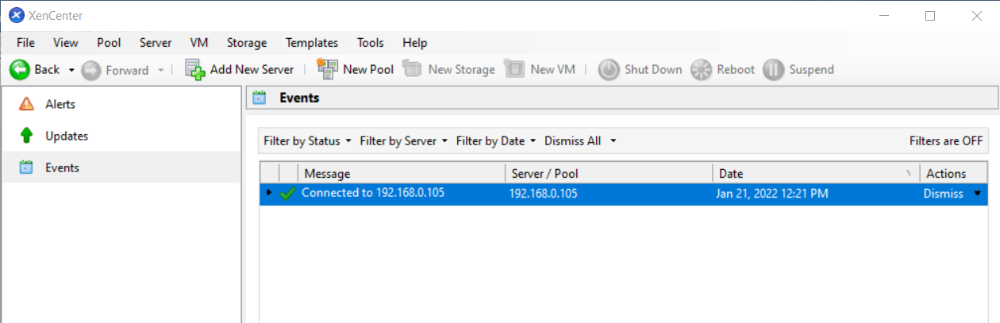 XenCenter
File View Pool Server VM Storage Templates Tools Help
Back Forward Add New Server New Pool New Storage New VM Shut Down Reboot Suspend
Alerts
Updates
Events
Events
Filter by Status Filter by Server Filter by Date Dismiss All Filters are OFF
Message Server / Pool Date Actions
Connected to 192.168.0.105 192.168.0.105 Jan 21, 2022 12:21 PM Dismiss